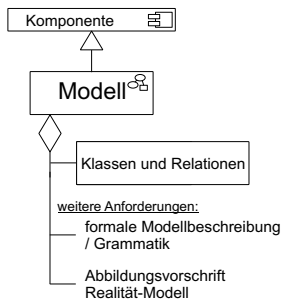 Komponente
Modell
Klassen und Relationen
weitere Anforderungen:
formale Modellbeschreibung
/ Grammatik
Abbildungsvorschrift
Realität-Modell